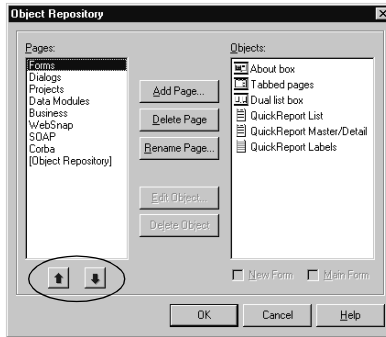 Object Repository
Pages:
Forms
Dialogs
Projects
Data Modules
Business
WebSnap
SOAP
Corba
[Object Repository]
Add Page...
Delete Page
Rename Page...
Edit Object...
Delete Object
Objects:
About box
Tabbed pages
Dual list box
QuickReport List
QuickReport Master/Detail
QuickReport Labels
New Form Main Form
OK Cancel Help